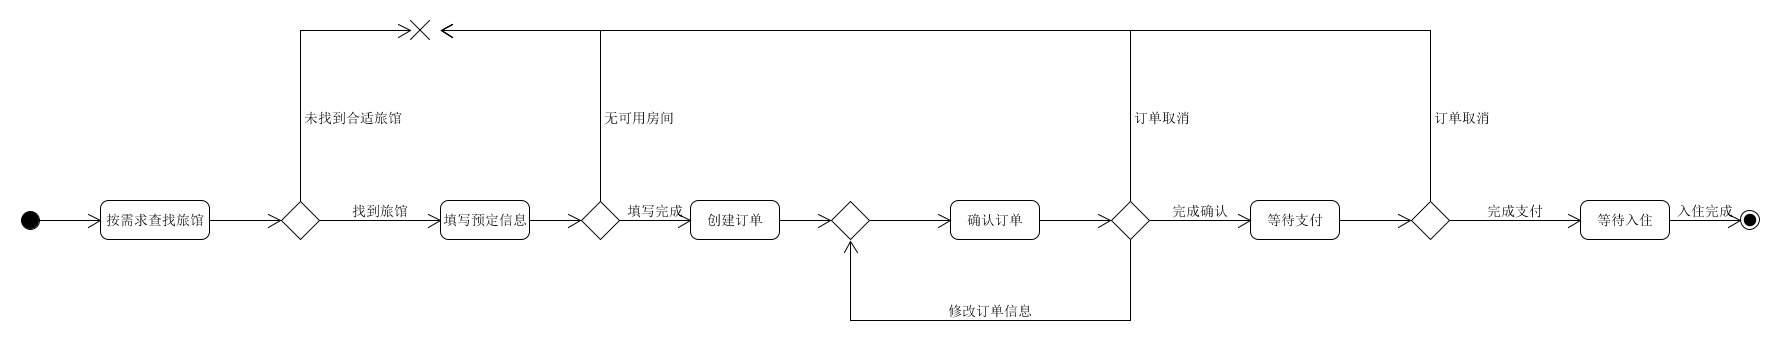 未找到合适旅馆
无可用房间
订单取消
订单取消
按需求查找旅馆
找到旅馆
填写预定信息
填写完成
创建订单
确认订单
完成确认
等待支付
完成支付
等待入住
入住完成
修改订单信息